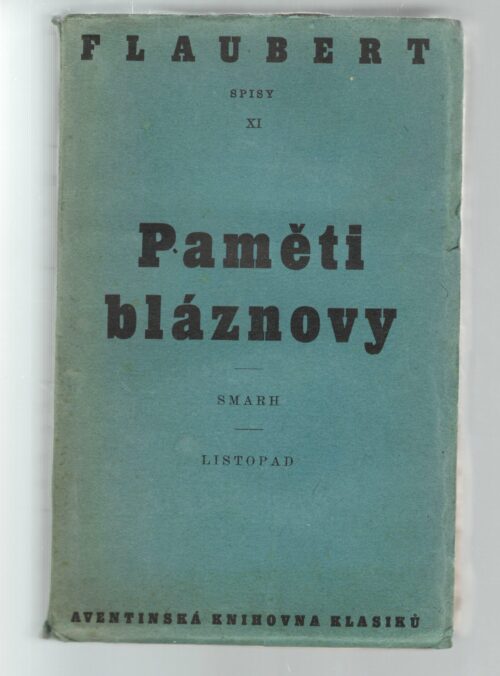 FLAUBERT
SPISY
XI
Paměti
bláznovy
SMARH
LISTOPAD
AVENTINSKÁ KNIHOVNA KLASIKŮ